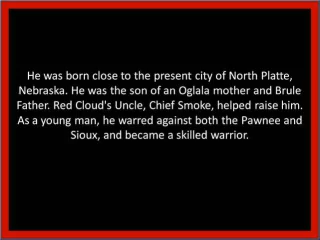 He was born close to the present city of North Platte,
Nebraska. He was the son of an Oglala mother and Brule
Father. Red Cloud's Uncle, Chief Smoke, helped raise him.
As a young man, he warred against both the Pawnee and
Sioux, and became a skilled warrior.